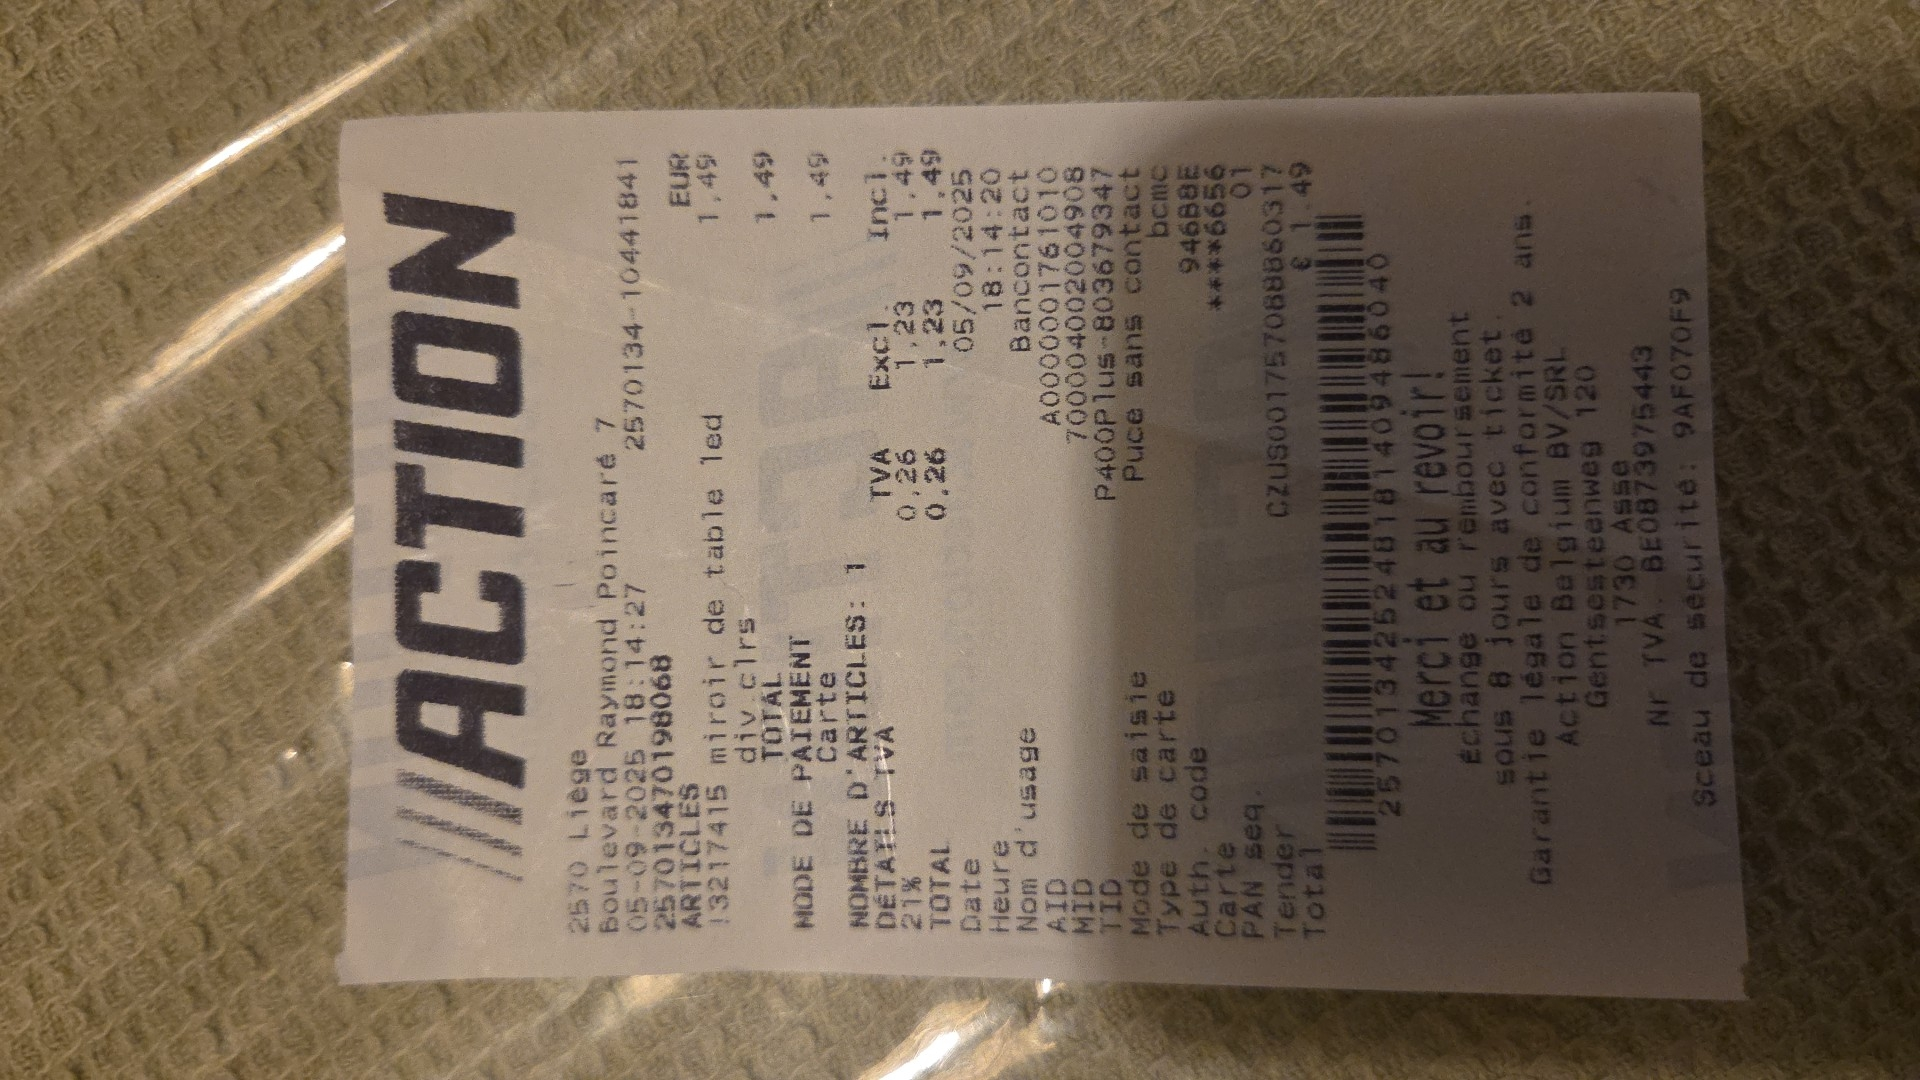 ACTION
2570 Liège
Boulevard Raymond Poincaré 7
05-09-2025 18:14:27 2570134-10441841
257013470198068
ARTICLES EUR
!3217415 miroir de table led 1,49
div clrs
TOTAL 1,49
MODE DE PAIEMENT
Carte 1,49
NOMBRE D'ARTICLES: 1
DÉTAILS TVA TVA Excl. Incl.
21% 0,26 1,23 1,49
TOTAL 0,26 1,23 1,49
Date 05/09/2025
Heure 18:14:20
Nom d'usage Bancontact
AID A0000001761010
MID 700004002004908
TID P400Plus-803679347
Mode de saisie Puce sans contact
Type de carte bcmc
Auth. code 946B8E
Carte ****6656
PAN seq. 01
Tender CZUS001757088860317
Total € 1.49
2570134252481814094486040
Merci et au revoir!
Échange ou remboursement
sous 8 jours avec ticket.
Garantie légale de conformité 2 ans.
Action Belgium BV/SRL
Gentsesteenweg 120
1730 Asse
Nr TVA. BE0873975443
Sceau de sécurité: 9AF070F9